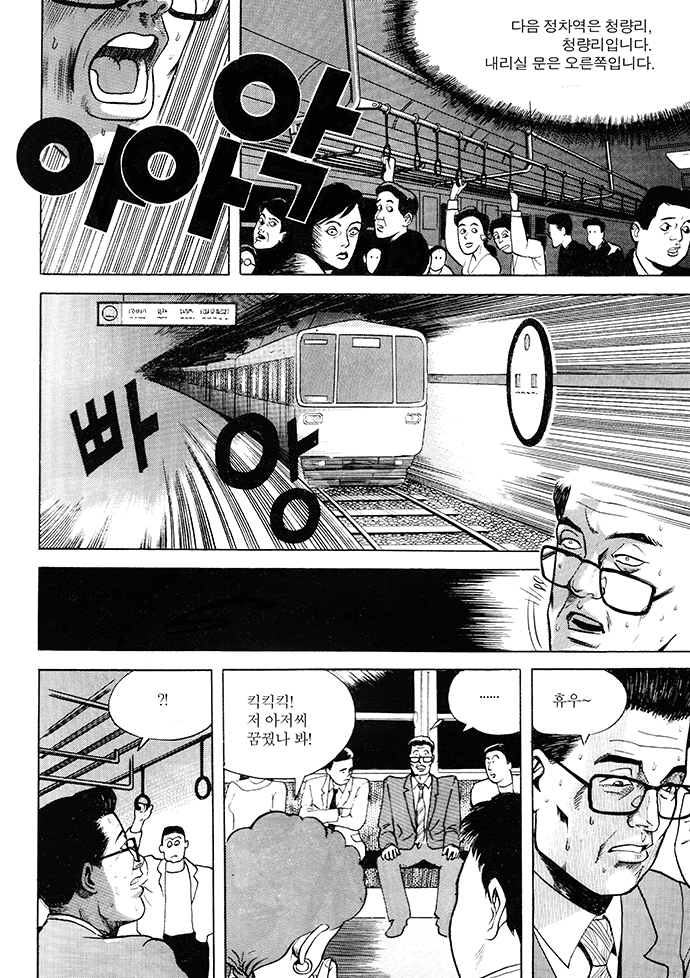 다음 정차역은 청량리,
청량리입니다.
내리실 문은 오른쪽입니다.
아아악
빠앙
?!
킥킥킥!
저 아저씨
꿈꿨나 봐!
······
휴우~